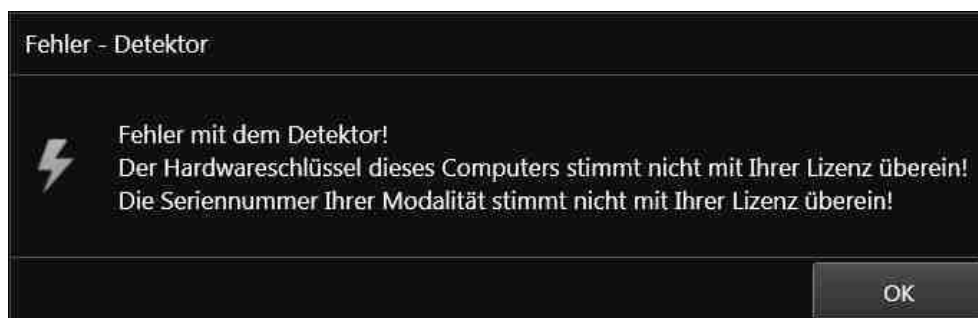 Fehler - Detektor
Fehler mit dem Detektor!
Der Hardwareschlüssel dieses Computers stimmt nicht mit Ihrer Lizenz überein!
Die Seriennummer Ihrer Modalität stimmt nicht mit Ihrer Lizenz überein!
OK